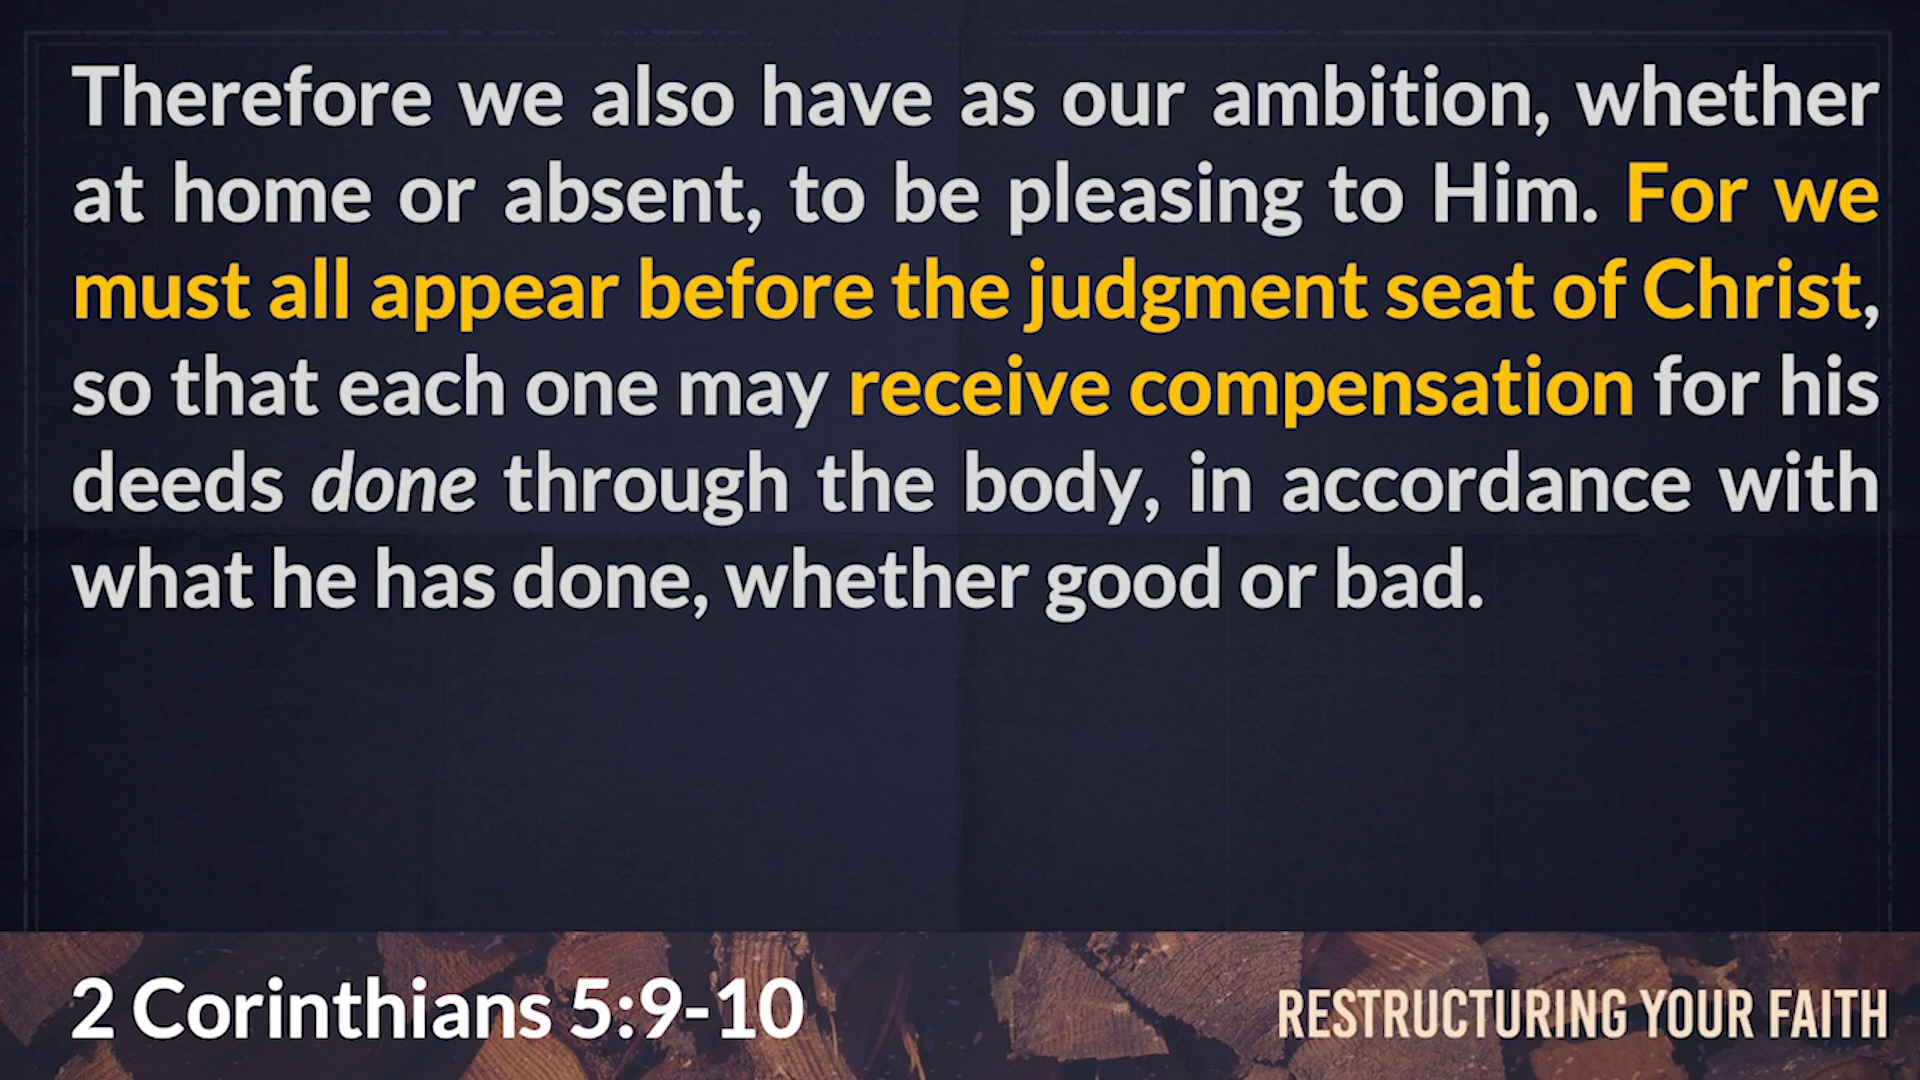 Therefore we also have as our ambition, whether
at home or absent, to be pleasing to Him. For we
must all appear before the judgment seat of Christ,
so that each one may receive compensation for his
deeds done through the body, in accordance with
what he has done, whether good or bad.
2 Corinthians 5:9-10
RESTRUCTURING YOUR FAITH